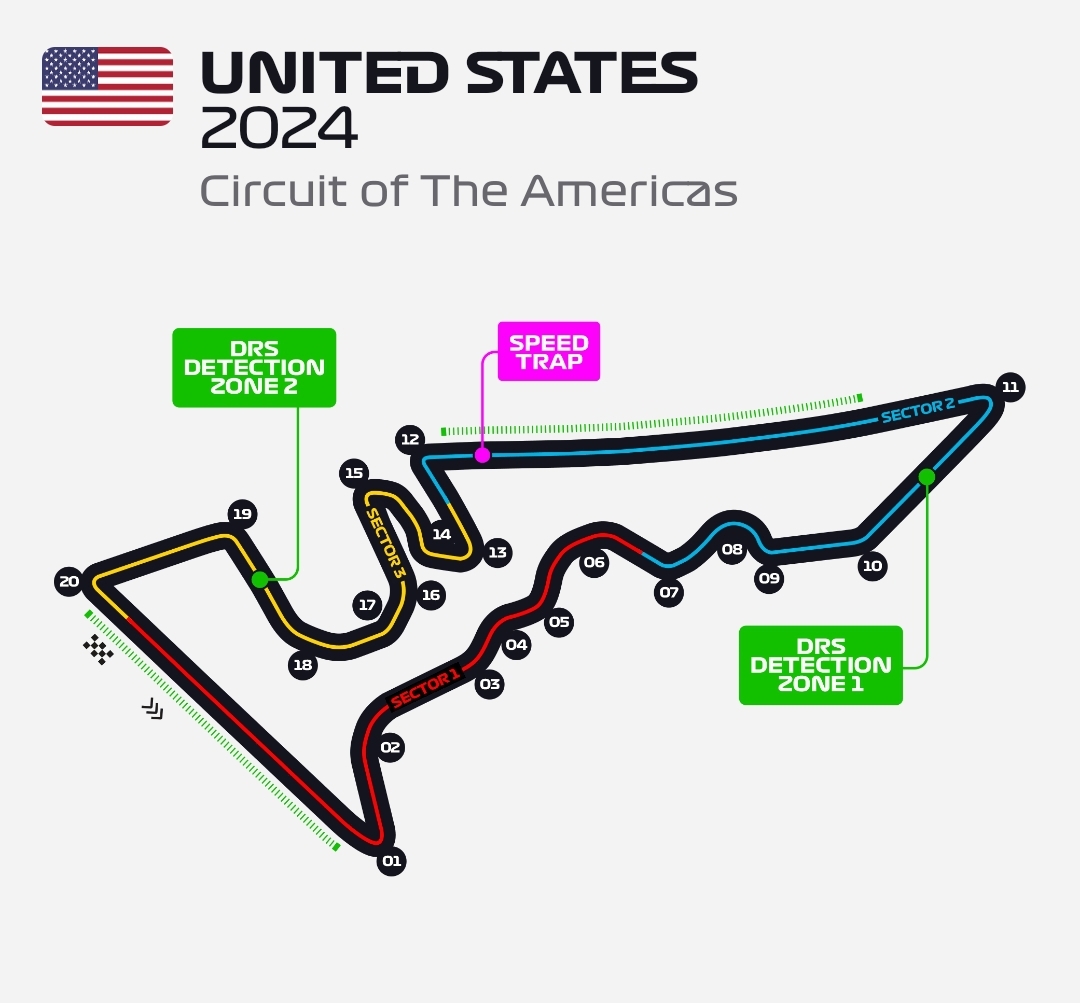 UNITED STATES
2024
Circuit of The Americas
DRS
DETECTION
ZONE 2
SPEED
TRAP
11
SECTOR 2
12
15
19
14
13
SECTOR 3
20
17
16
18
06
08
07
09
10
05
04
03
SECTOR 1
02
01
DRS
DETECTION
ZONE 1